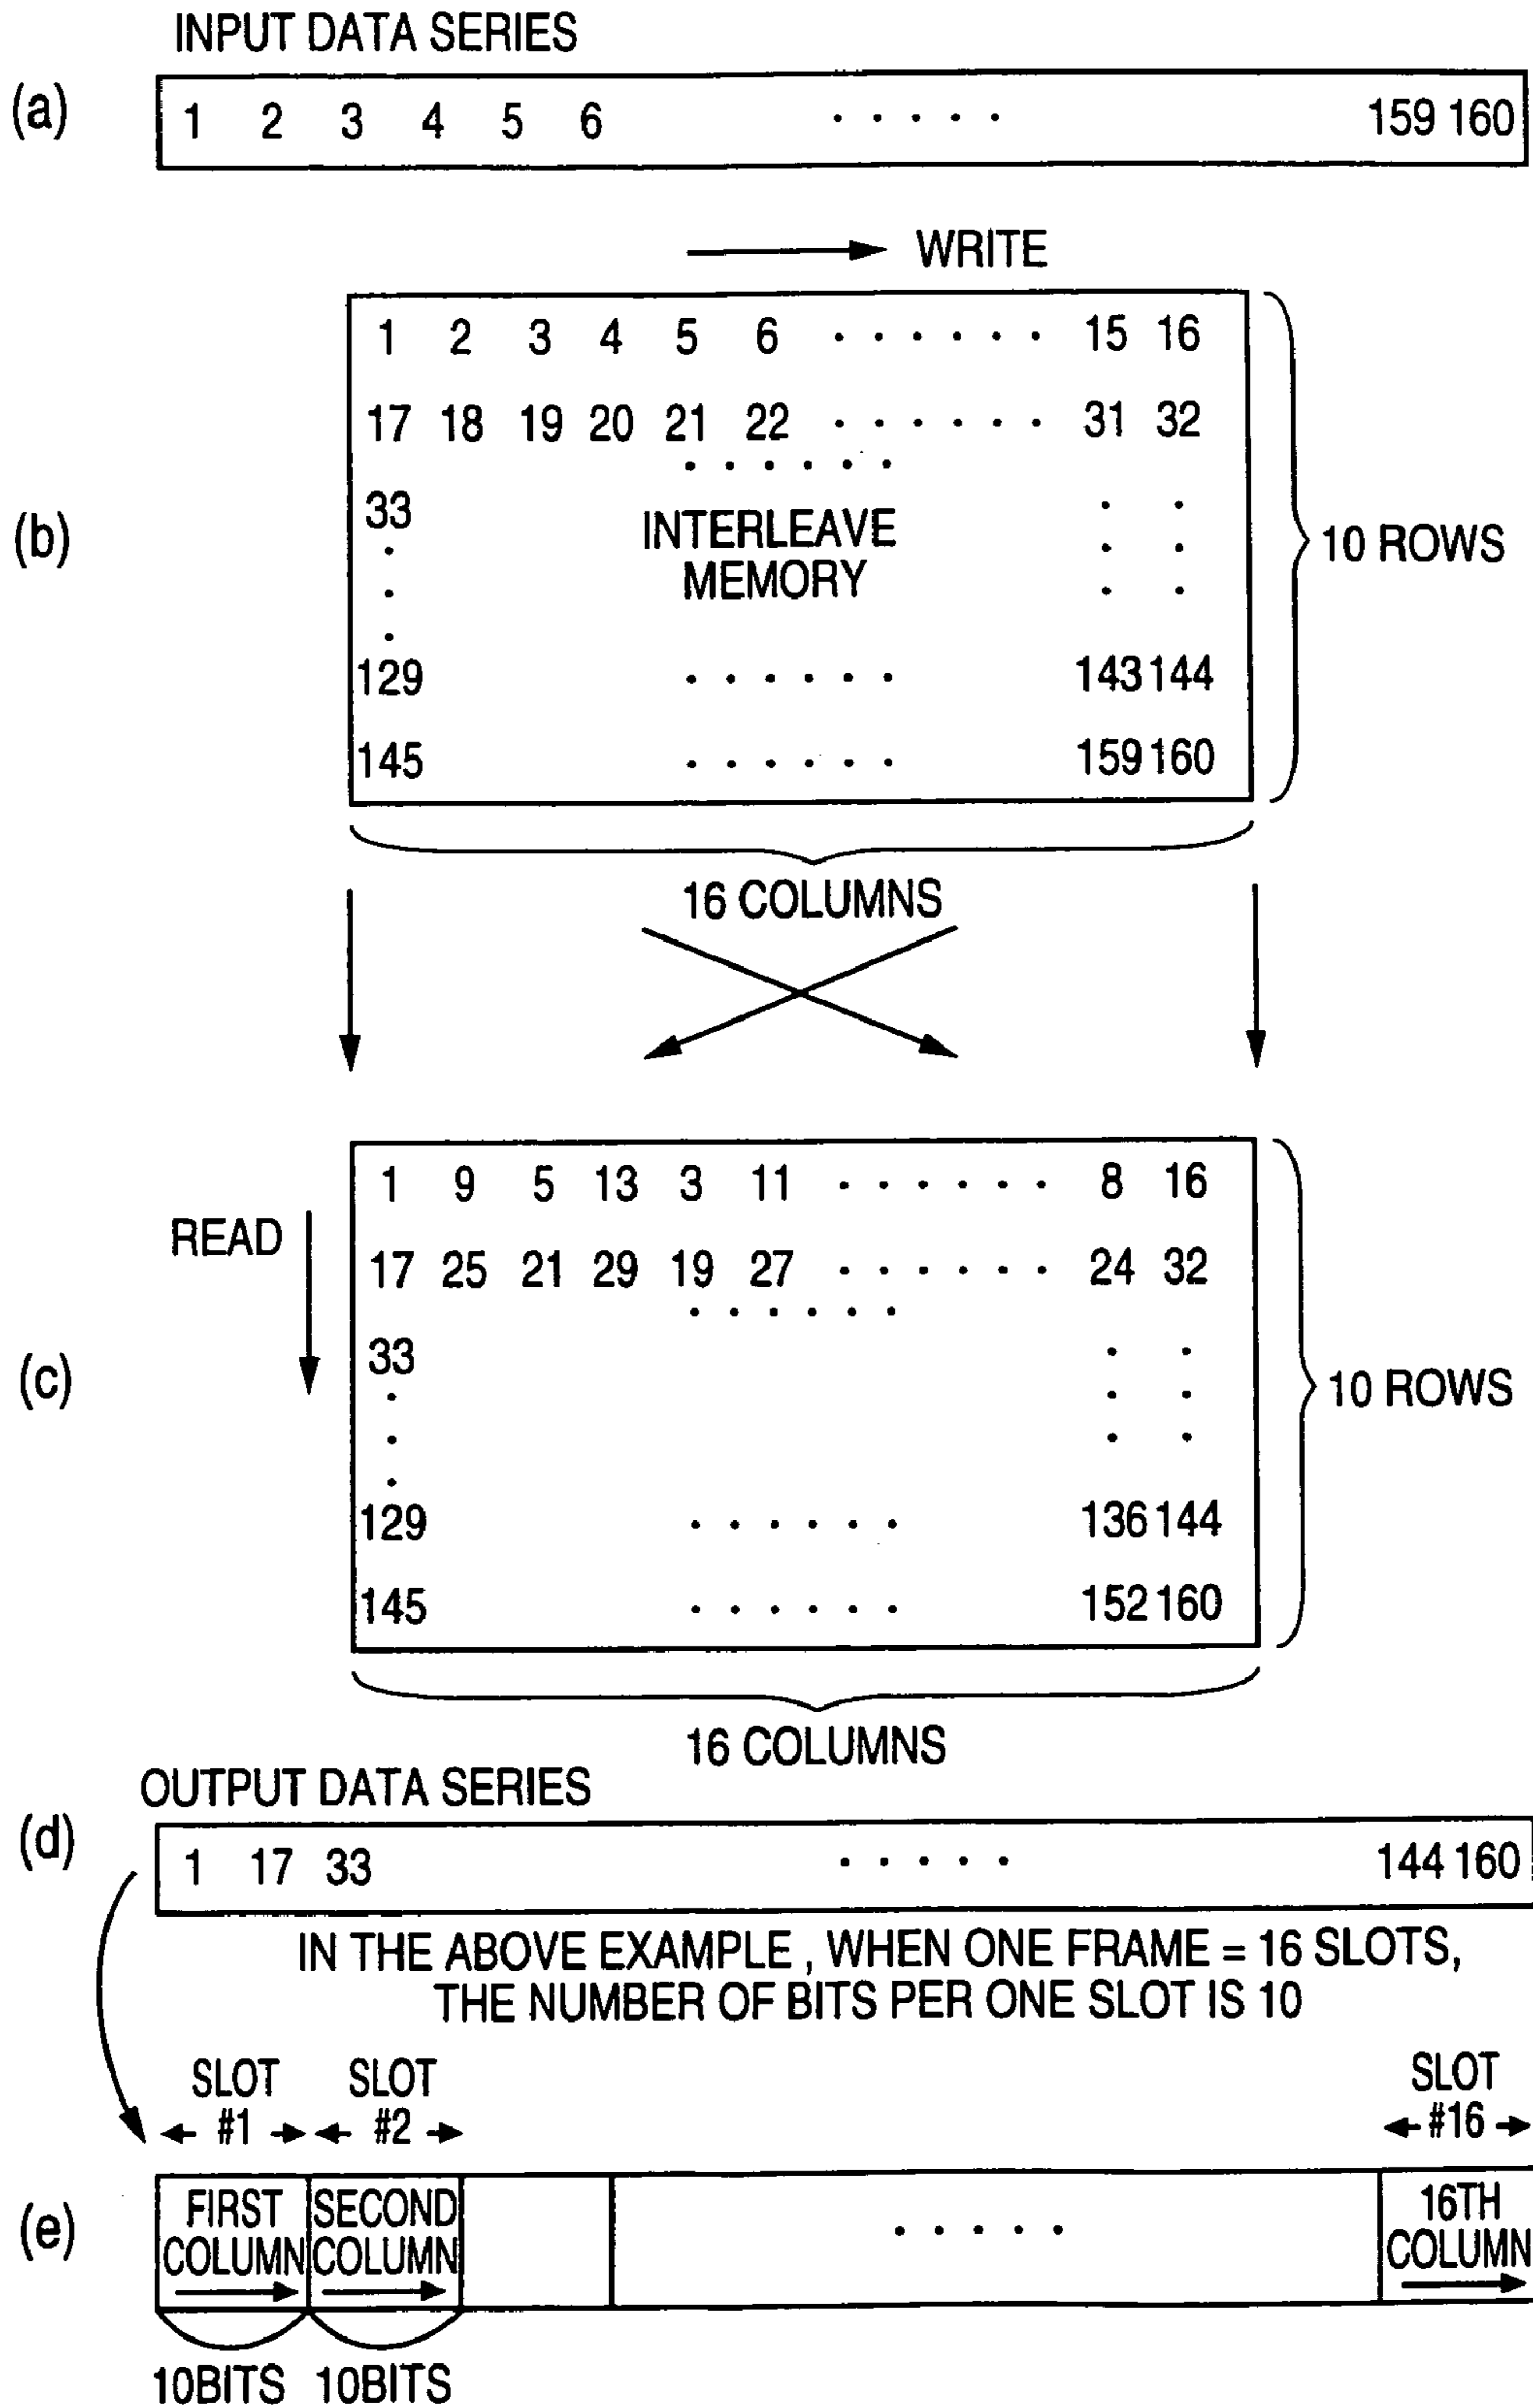 INPUT DATA SERIES
(a)
1 2 3 4 5 6 ..... 159 160
WRITE
1 2 3 4 5 6 ...... 15 16
17 18 19 20 21 22 ...... 31 32
......
33 . .
(b)
INTERLEAVE
MEMORY
10 ROWS
129 ...... 143 144
145 ...... 159 160
16 COLUMNS
1 9 5 13 3 11 ...... 8 16
READ
17 25 21 29 19 27 ...... 24 32
......
33 . .
(c)
10 ROWS
129 ...... 136 144
145 ...... 152 160
16 COLUMNS
OUTPUT DATA SERIES
(d)
1 17 33 ..... 144 160
IN THE ABOVE EXAMPLE , WHEN ONE FRAME = 16 SLOTS,
THE NUMBER OF BITS PER ONE SLOT IS 10
SLOT #1
SLOT #2
SLOT #16
(e)
FIRST COLUMN
SECOND COLUMN
.....
16TH COLUMN
10BITS 10BITS